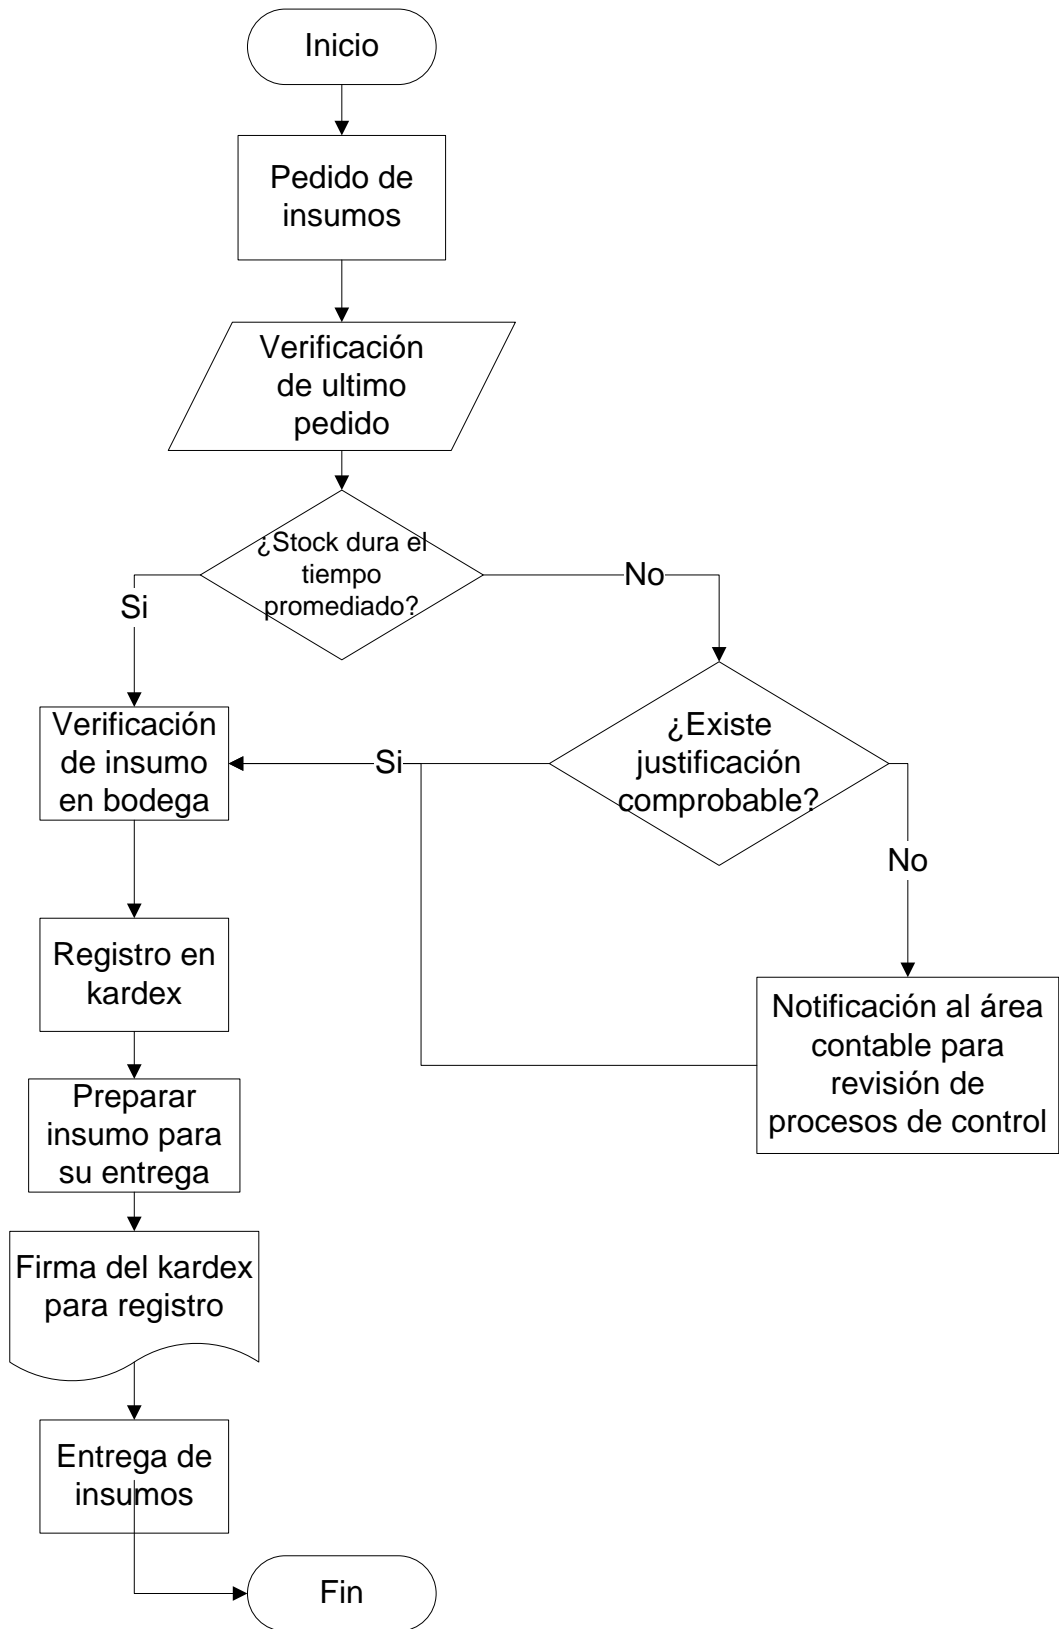 Inicio
Pedido de
insumos
Verificación
de ultimo
pedido
¿Stock dura el
tiempo
promediado?
Si
No
Verificación
de insumo
en bodega
Si
¿Existe
justificación
comprobable?
No
Registro en
kardex
Notificación al área
contable para
revisión de
procesos de control
Preparar
insumo para
su entrega
Firma del kardex
para registro
Entrega de
insumos
Fin